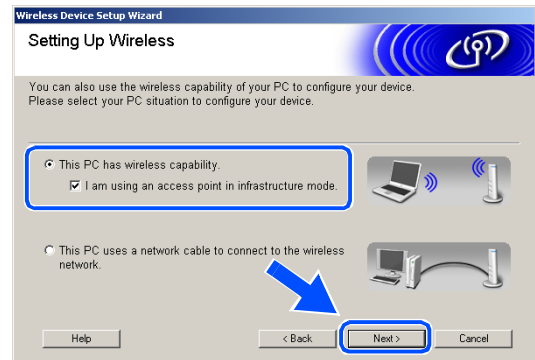 Wireless Device Setup Wizard
Setting Up Wireless
You can also use the wireless capability of your PC to configure your device.
Please select your PC situation to configure your device.
This PC has wireless capability.
I am using an access point in infrastructure mode.
This PC uses a network cable to connect to the wireless
network.
Help
< Back
Next >
Cancel